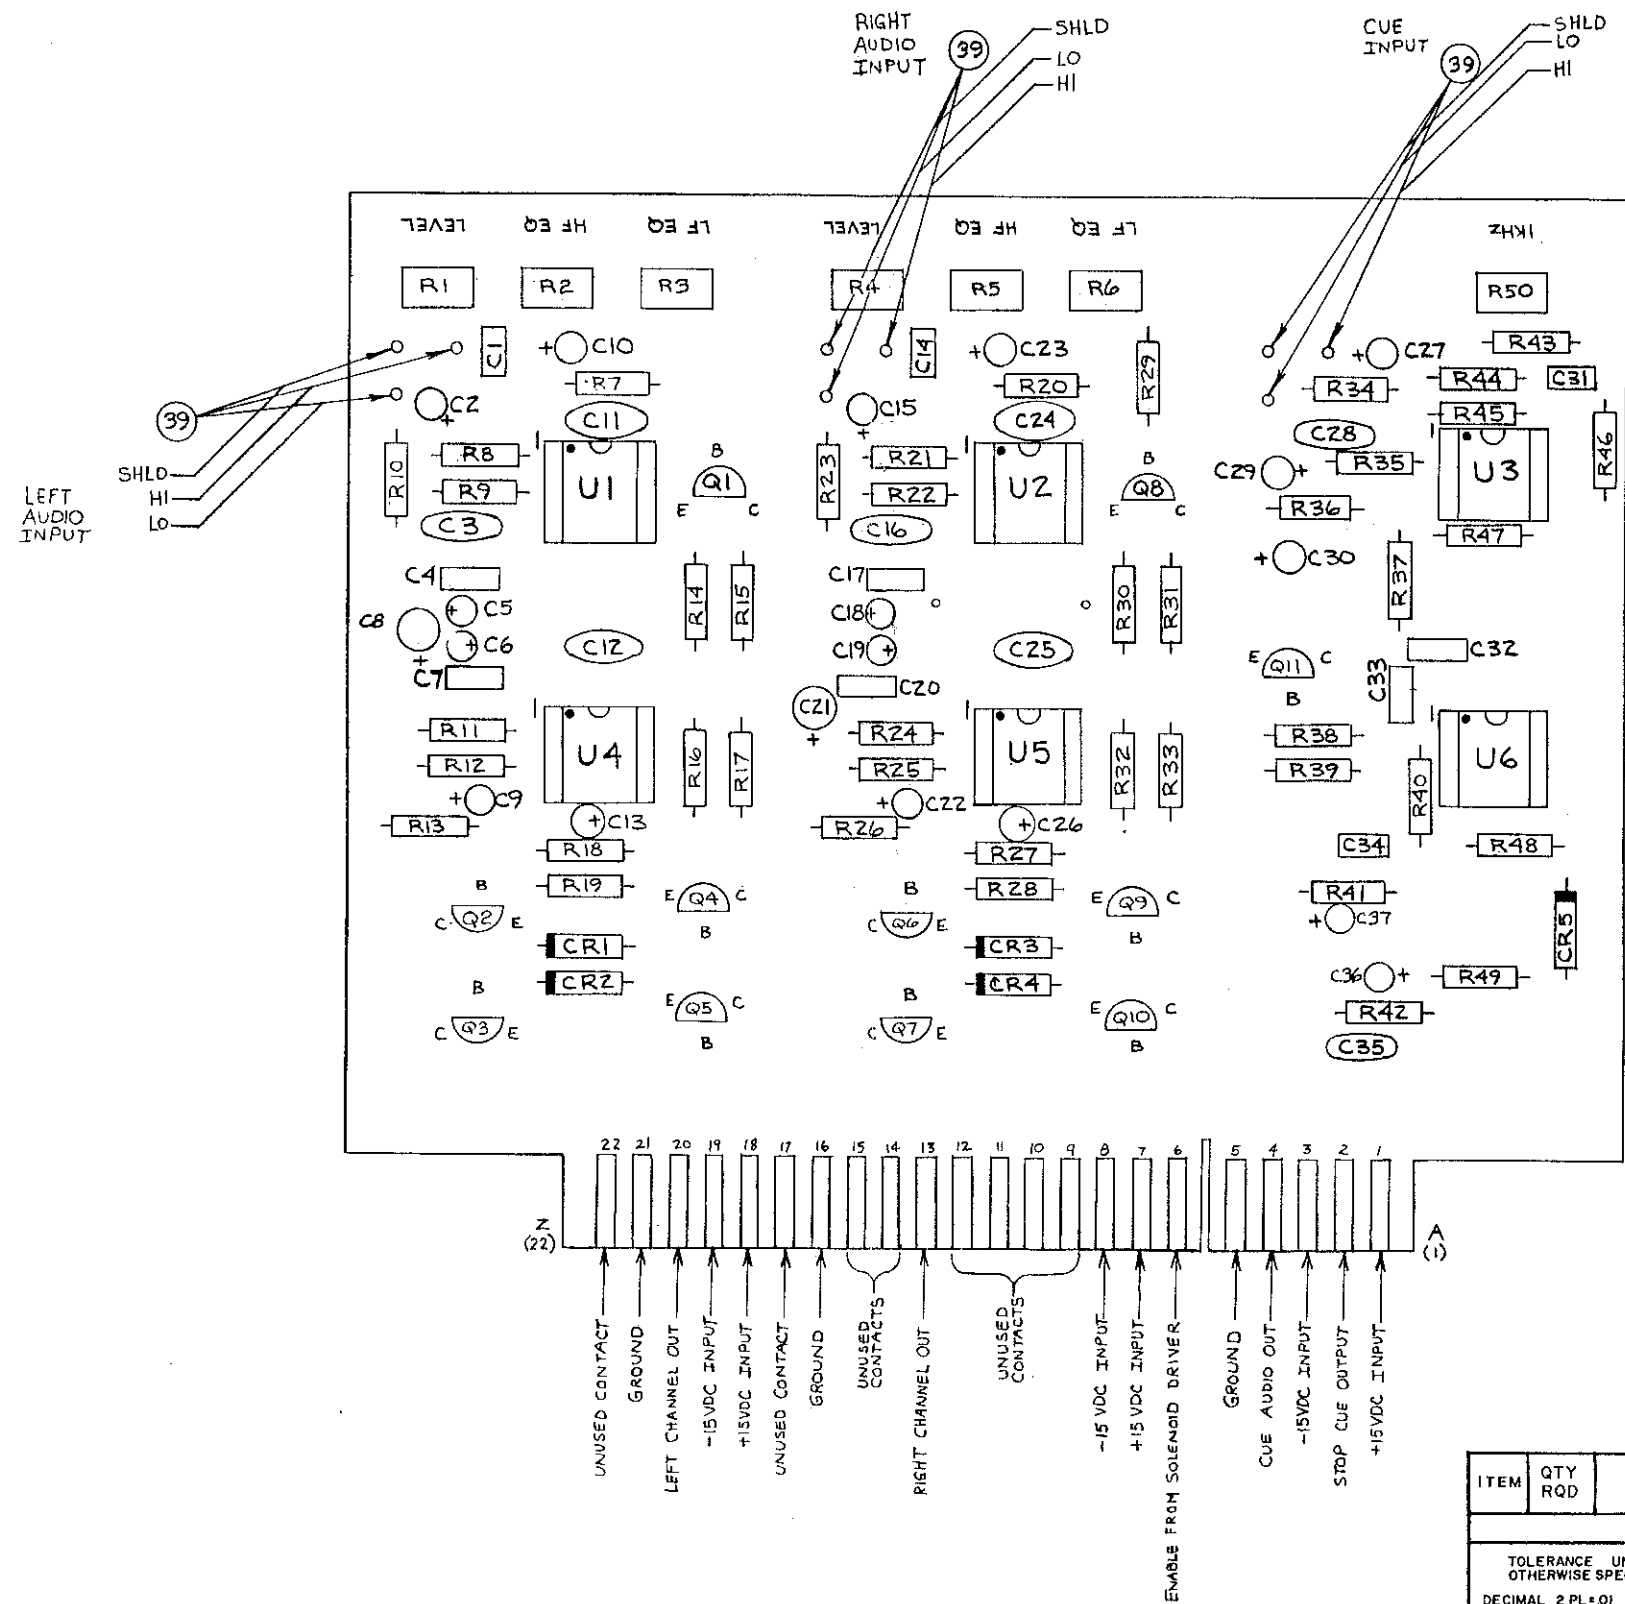 RIGHT
AUDIO
INPUT
39
SHLD
LO
HI
CUE
INPUT
39
SHLD
LO
HI
LEVEL
HF EQ
LF EQ
LEVEL
HF EQ
LF EQ
1KHZ
R1
R2
R3
R4
R5
R6
R50
C1
+ C10
C14
+ C23
R29
+ C27
R43
R7
R20
R34
R44
C31
C2
+
C11
C15
+
C24
R45
C28
39
SHLD
HI
LO
LEFT
AUDIO
INPUT
R10
R8
R9
C3
1
U1
B
Q1
E
C
R23
R21
R22
C16
1
U2
B
Q8
E
C
C29 +
R35
R36
1
U3
R46
R47
+ C30
R37
C4
+ C5
C8
+
+ C6
C7
C12
R14
R15
C17
C18 +
C19 +
C20
C21
+
C25
R30
R31
E
Q11
C
B
C33
C32
R11
R12
+ C9
R13
1
U4
+ C13
R16
R17
R24
R25
+ C22
R26
1
U5
+ C26
R32
R33
R38
R39
R40
1
U6
R18
R19
R27
R28
C34
R48
R41
+ C37
CR5
B
C Q2 E
E Q4 C
B
B
C Q6 E
E Q9 C
B
CR1
CR2
CR3
CR4
C36 +
R49
R42
C35
B
C Q3 E
E Q5 C
B
B
C Q7 E
E Q10 C
B
22 21 20 19 18 17 16 15 14 13 12 11 10 9 8 7 6 5 4 3 2 1
Z
(22)
A
(1)
UNUSED CONTACT
GROUND
LEFT CHANNEL OUT
-15VDC INPUT
+15VDC INPUT
UNUSED CONTACT
GROUND
UNUSED
CONTACTS
RIGHT CHANNEL OUT
UNUSED
CONTACTS
-15 VDC INPUT
+15 VDC INPUT
ENABLE FROM SOLENOID DRIVER
GROUND
CUE AUDIO OUT
-15VDC INPUT
STOP CUE OUTPUT
+15VDC INPUT
ITEM
QTY
RQD
TOLERANCE
OTHERWISE
DECIMAL 2 PL ± .01